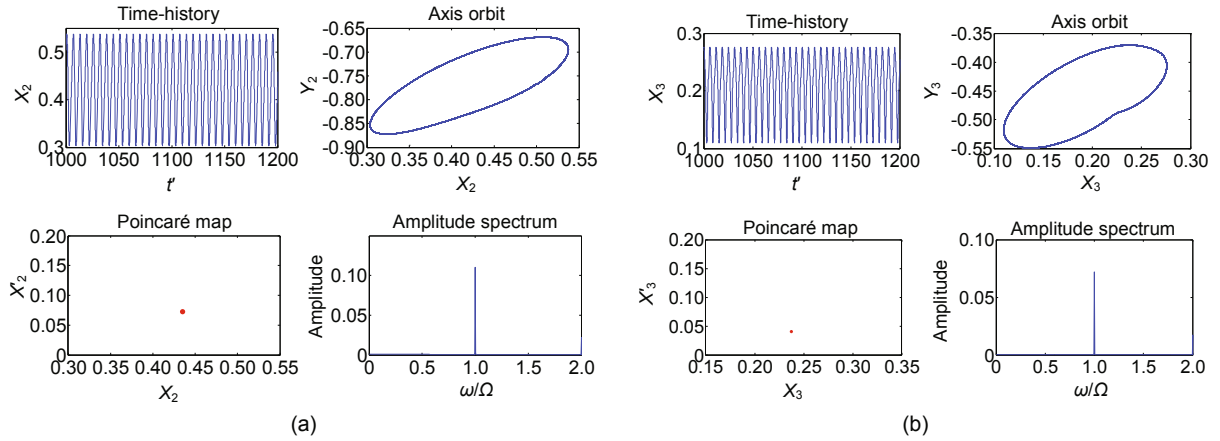 Time-history
0.5
0.4
0.3
1000 1050 1100 1150 1200
X2
t'
Axis orbit
-0.65
-0.70
-0.75
-0.80
-0.85
-0.90
0.30 0.35 0.40 0.45 0.50 0.55
Y2
X2
Poincaré map
0.20
0.15
0.10
0.05
0
0.30 0.35 0.40 0.45 0.50 0.55
X'2
X2
Amplitude spectrum
0.10
0.05
0
0 0.5 1.0 1.5 2.0
Amplitude
ω/Ω
(a)
Time-history
0.3
0.2
0.1
1000 1050 1100 1150 1200
X3
t'
Axis orbit
-0.35
-0.40
-0.45
-0.50
-0.55
0.10 0.15 0.20 0.25 0.30
Y3
X3
Poincaré map
0.20
0.15
0.10
0.05
0
0.15 0.20 0.25 0.30 0.35
X'3
X3
Amplitude spectrum
0.10
0.05
0
0 0.5 1.0 1.5 2.0
Amplitude
ω/Ω
(b)